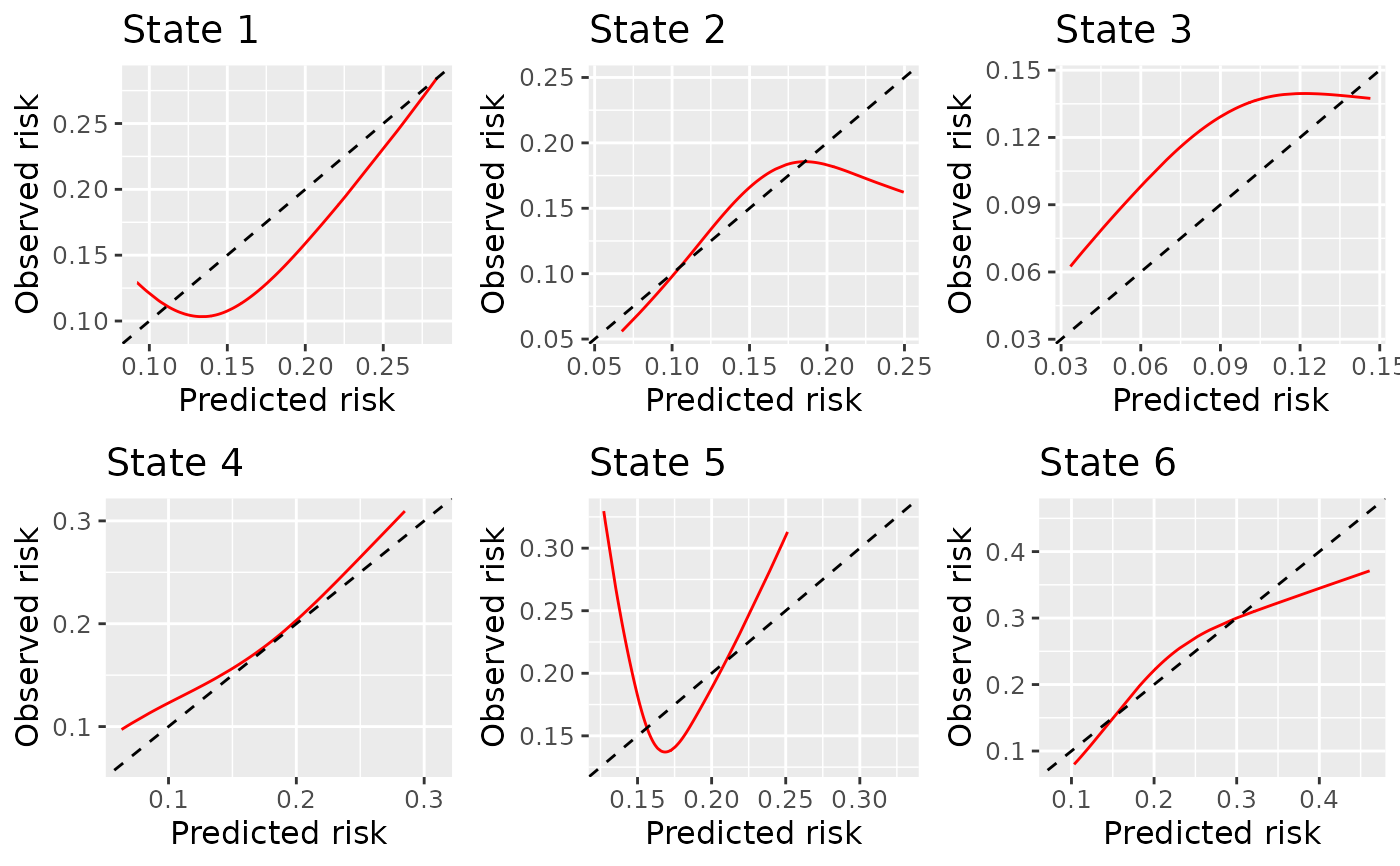 State 1
Observed risk
0.25
0.20
0.15
0.10
0.10 0.15 0.20 0.25
Predicted risk
State 2
Observed risk
0.25
0.20
0.15
0.10
0.05
0.05 0.10 0.15 0.20 0.25
Predicted risk
State 3
Observed risk
0.15
0.12
0.09
0.06
0.03
0.03 0.06 0.09 0.12 0.15
Predicted risk
State 4
Observed risk
0.3
0.2
0.1
0.1 0.2 0.3
Predicted risk
State 5
Observed risk
0.30
0.25
0.20
0.15
0.15 0.20 0.25 0.30
Predicted risk
State 6
Observed risk
0.4
0.3
0.2
0.1
0.1 0.2 0.3 0.4
Predicted risk